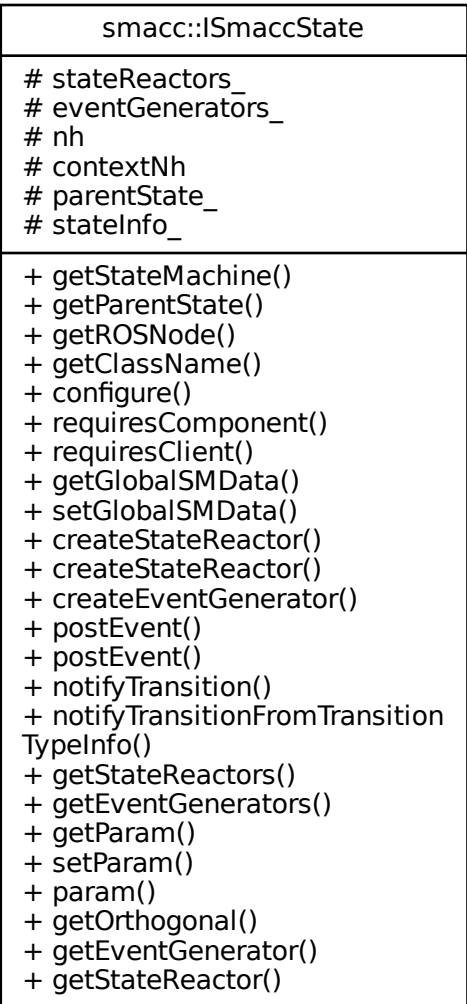 smacc::ISmaccState
# stateReactors_
# eventGenerators_
# nh
# contextNh
# parentState_
# stateInfo_
+ getStateMachine()
+ getParentState()
+ getROSNode()
+ getClassName()
+ configure()
+ requiresComponent()
+ requiresClient()
+ getGlobalSMData()
+ setGlobalSMData()
+ createStateReactor()
+ createStateReactor()
+ createEventGenerator()
+ postEvent()
+ postEvent()
+ notifyTransition()
+ notifyTransitionFromTransition
TypeInfo()
+ getStateReactors()
+ getEventGenerators()
+ getParam()
+ setParam()
+ param()
+ getOrthogonal()
+ getEventGenerator()
+ getStateReactor()